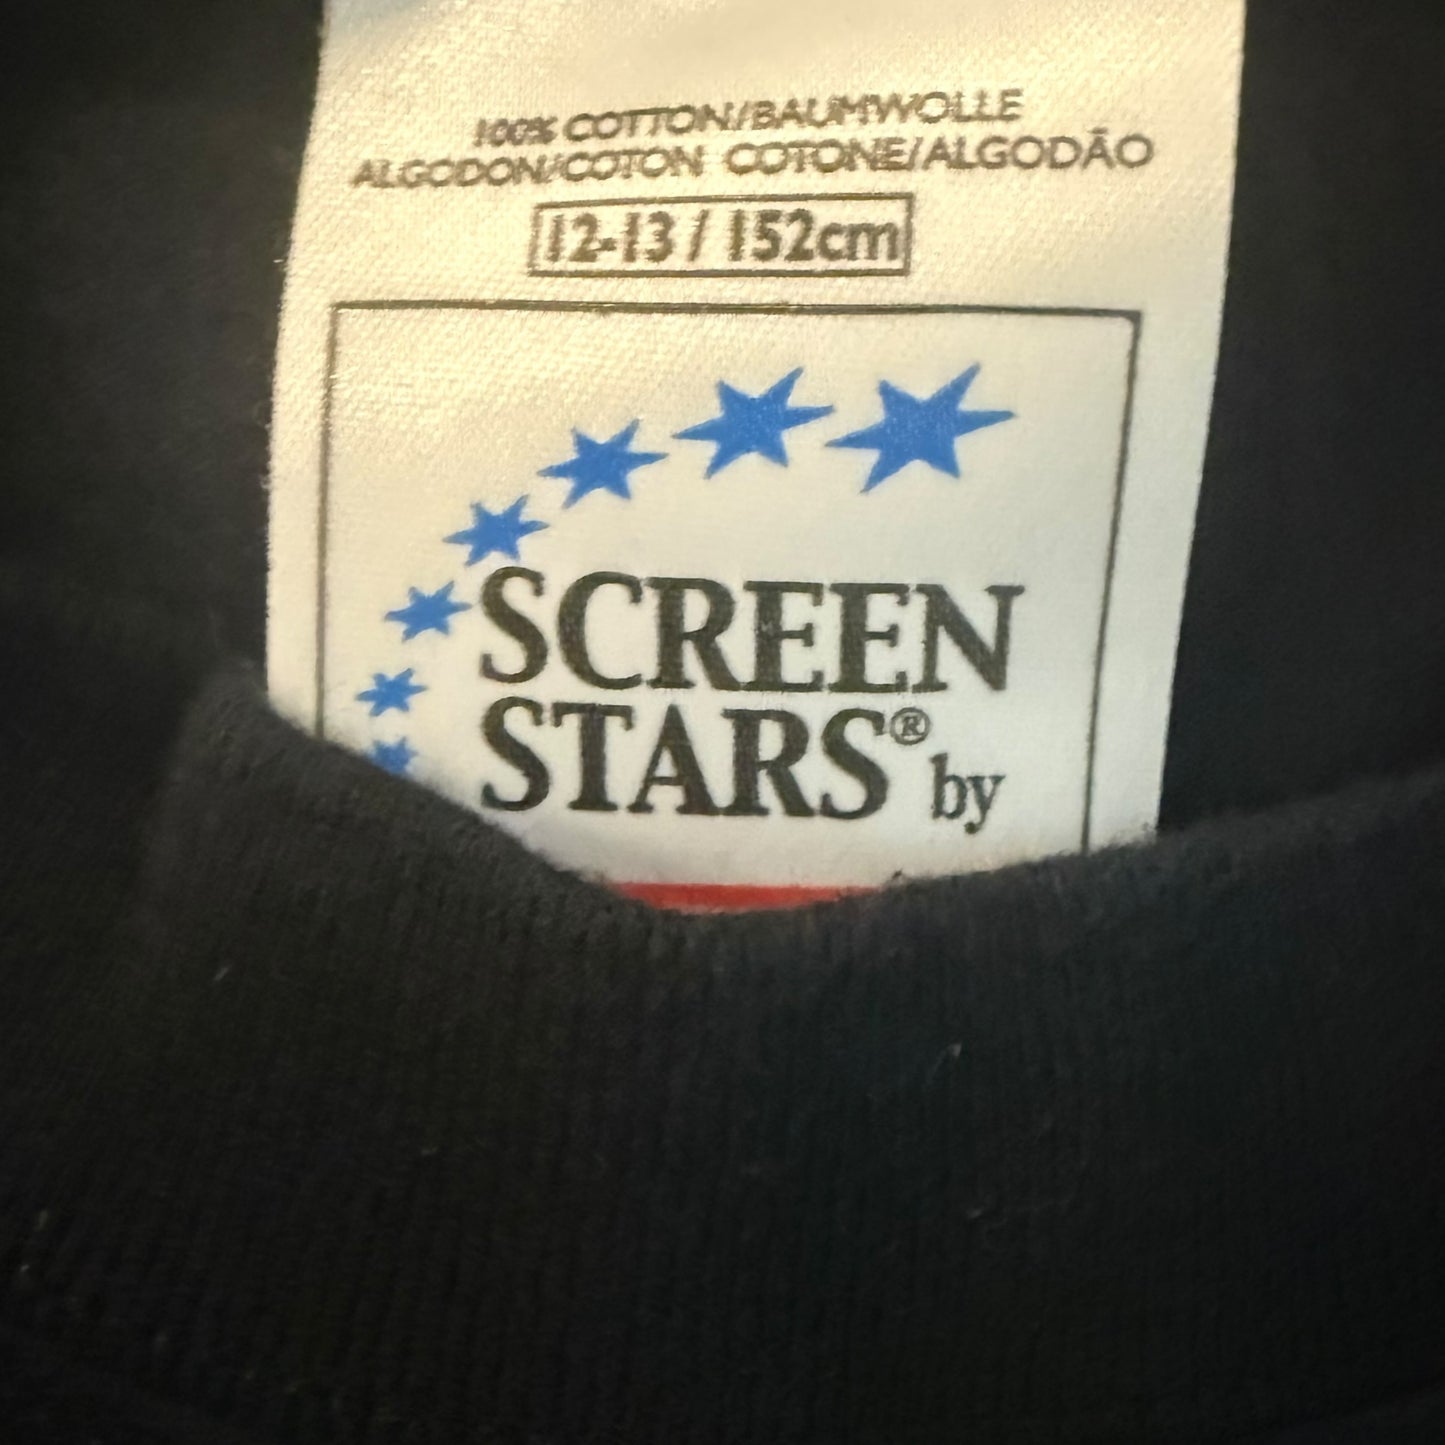 100% COTTON/BAUMWOLLE
ALGODON/COTON COTONE/ALGODÃO
12-13 / 152cm
SCREEN
STARS® by